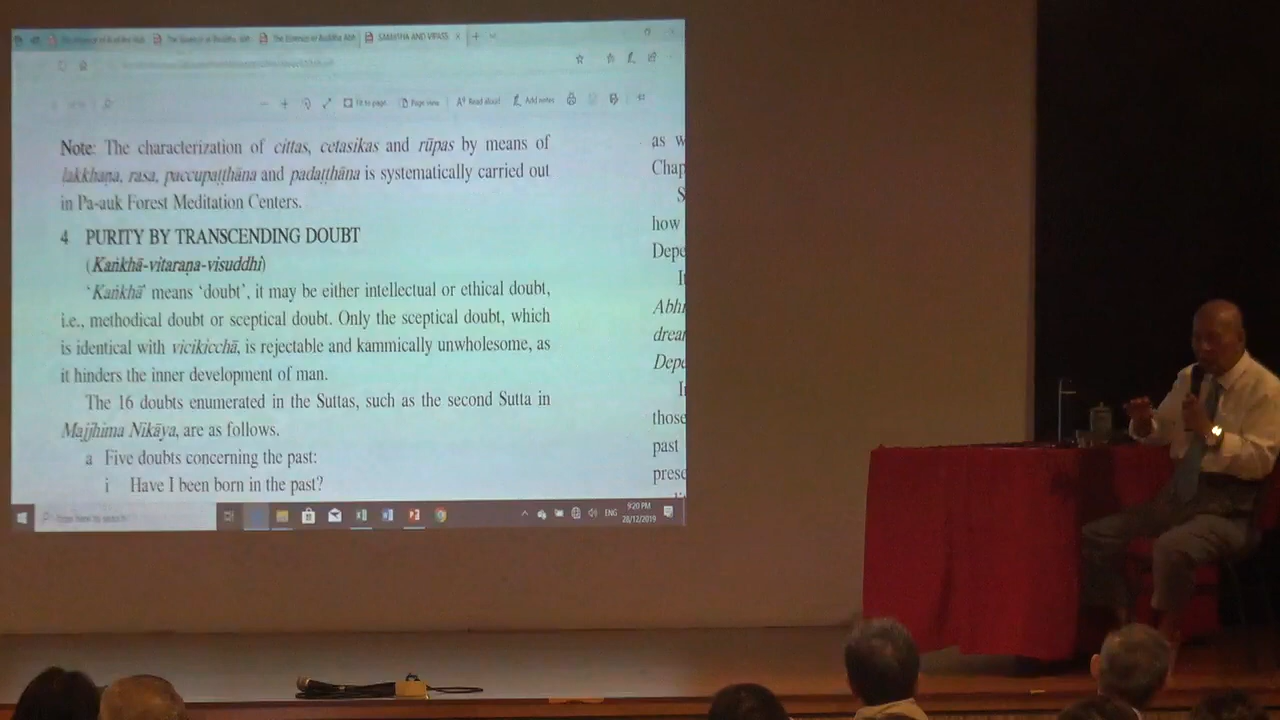 SAMATHA AND VIPASS
Fit to page
Page view
Read aloud
Add notes
Note: The characterization of cittas, cetasikas and rūpas by means of
lakkhaṇa, rasa, paccupaṭṭhāna and padaṭṭhāna is systematically carried out
in Pa-auk Forest Meditation Centers.
4 PURITY BY TRANSCENDING DOUBT
(Kaṅkhā-vitaraṇa-visuddhi)
‘Kaṅkhā’ means ‘doubt’, it may be either intellectual or ethical doubt,
i.e., methodical doubt or sceptical doubt. Only the sceptical doubt, which
is identical with vicikicchā, is rejectable and kammically unwholesome, as
it hinders the inner development of man.
The 16 doubts enumerated in the Suttas, such as the second Sutta in
Majjhima Nikāya, are as follows.
a Five doubts concerning the past:
i Have I been born in the past?
as w
Chap
S
how
Depe
I
Abhi
drear
Depe
I
those
past
prese
ENG
9:20 PM
28/12/2019